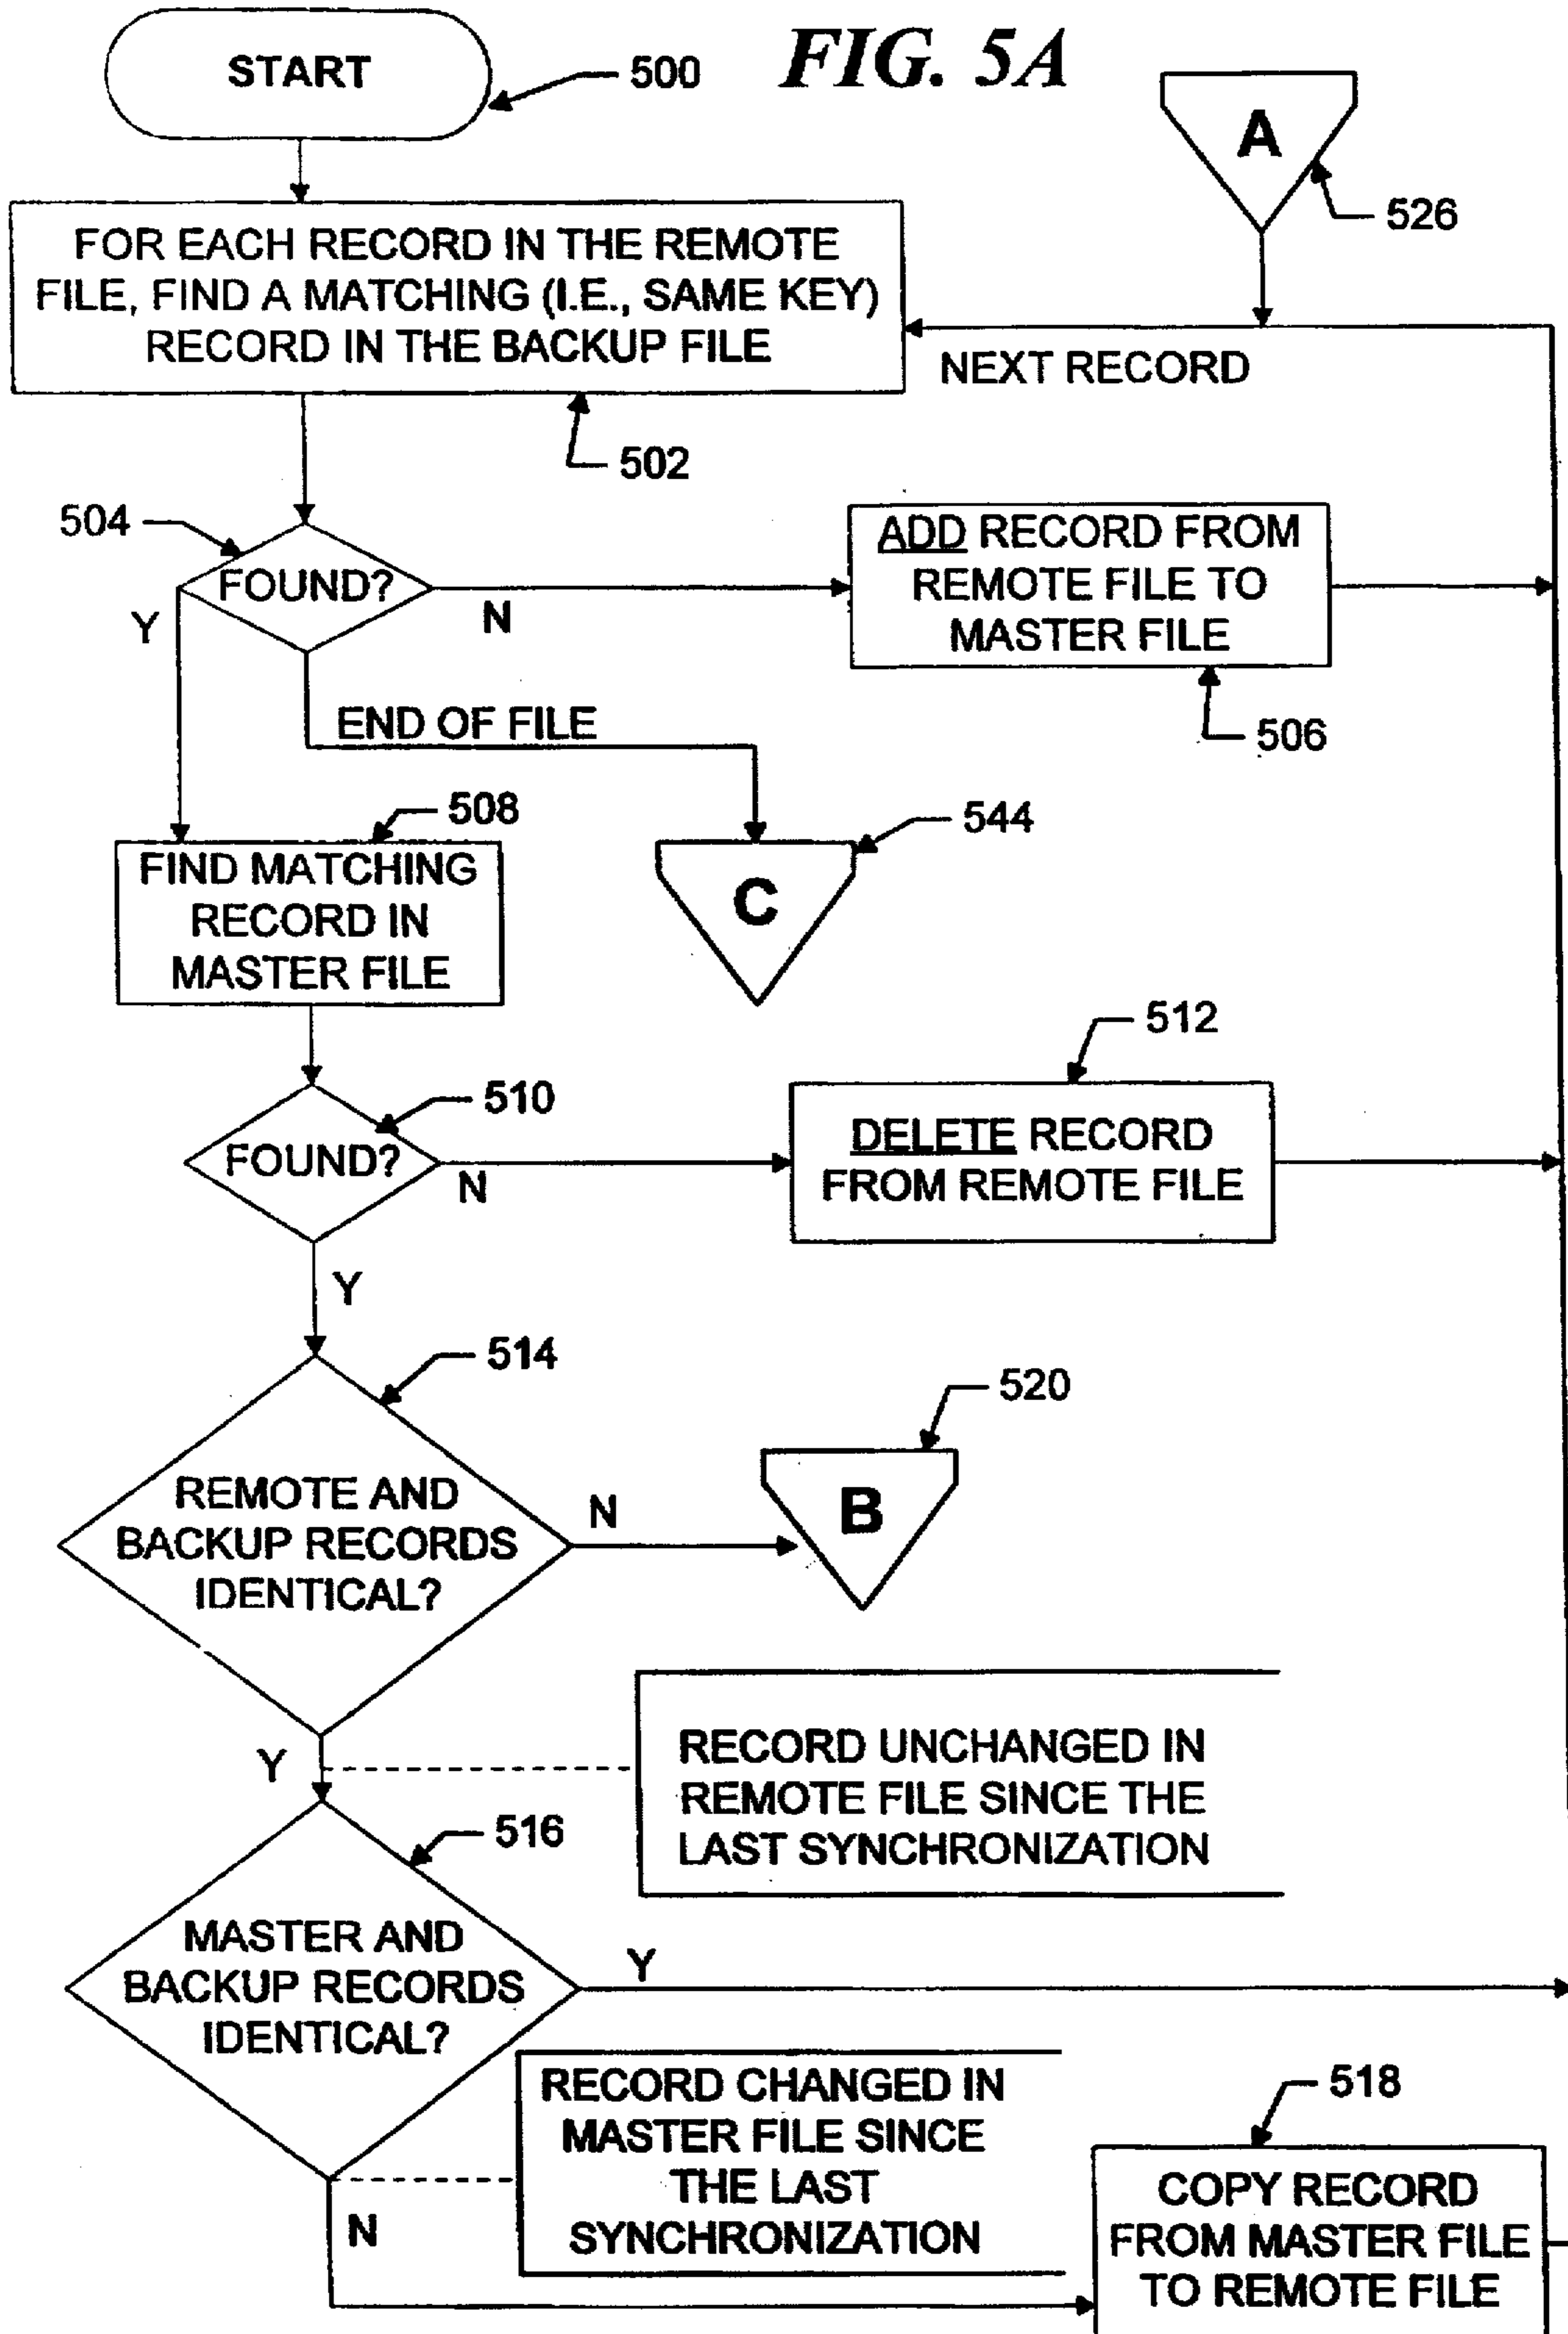 FIG. 5A
START
500
A
526
FOR EACH RECORD IN THE REMOTE
FILE, FIND A MATCHING (I.E., SAME KEY)
RECORD IN THE BACKUP FILE
NEXT RECORD
502
504
FOUND?
Y
N
ADD RECORD FROM
REMOTE FILE TO
MASTER FILE
506
END OF FILE
508
FIND MATCHING
RECORD IN
MASTER FILE
544
C
510
FOUND?
N
512
DELETE RECORD
FROM REMOTE FILE
Y
514
REMOTE AND
BACKUP RECORDS
IDENTICAL?
N
520
B
Y
RECORD UNCHANGED IN
REMOTE FILE SINCE THE
LAST SYNCHRONIZATION
516
MASTER AND
BACKUP RECORDS
IDENTICAL?
Y
RECORD CHANGED IN
MASTER FILE SINCE
THE LAST
SYNCHRONIZATION
N
518
COPY RECORD
FROM MASTER FILE
TO REMOTE FILE